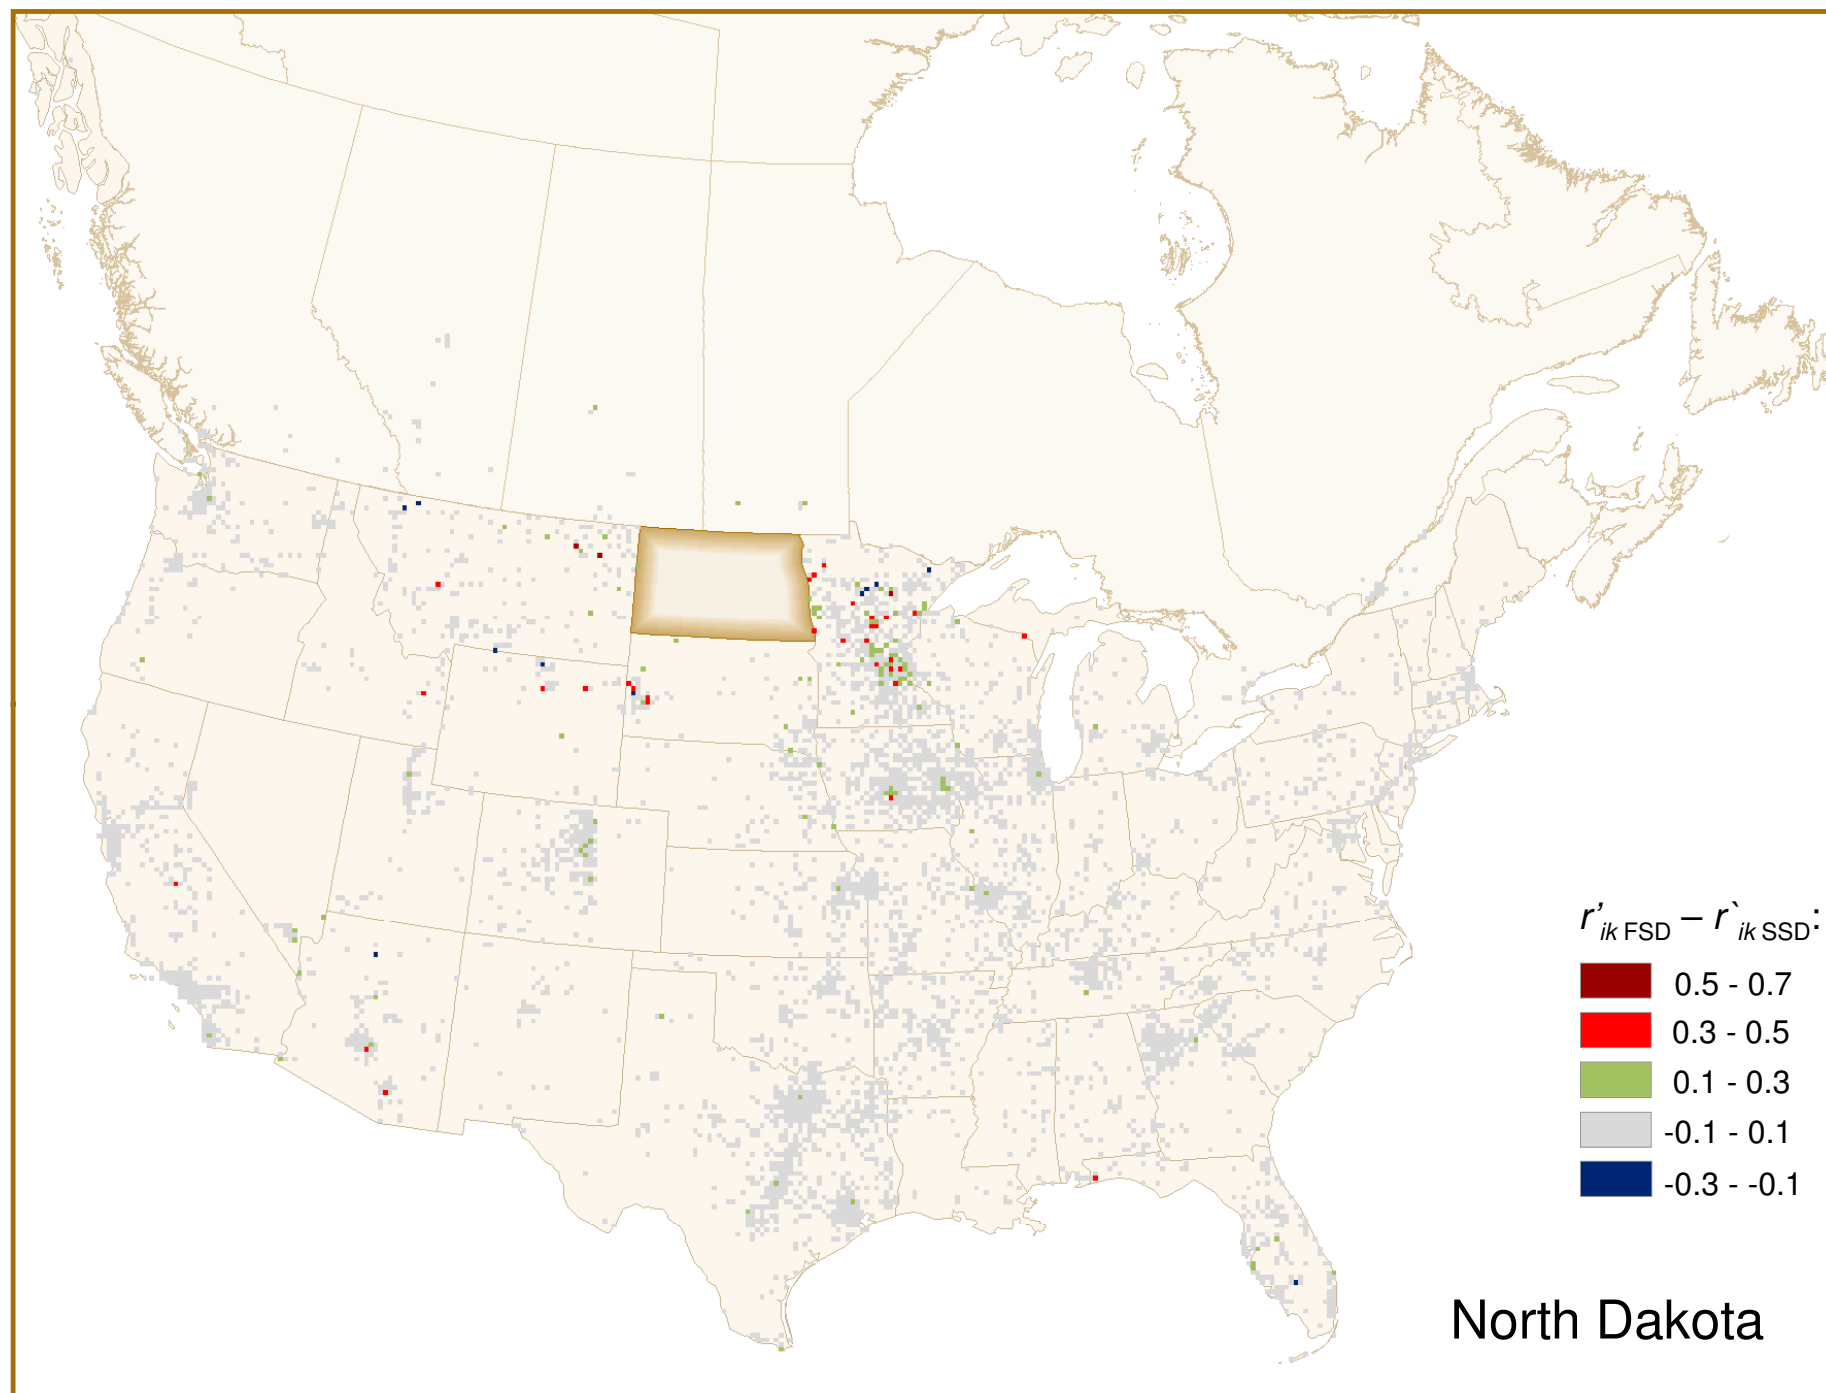 r’ik FSD – r`ik SSD:
0.5 - 0.7
0.3 - 0.5
0.1 - 0.3
-0.1 - 0.1
-0.3 - -0.1
North Dakota